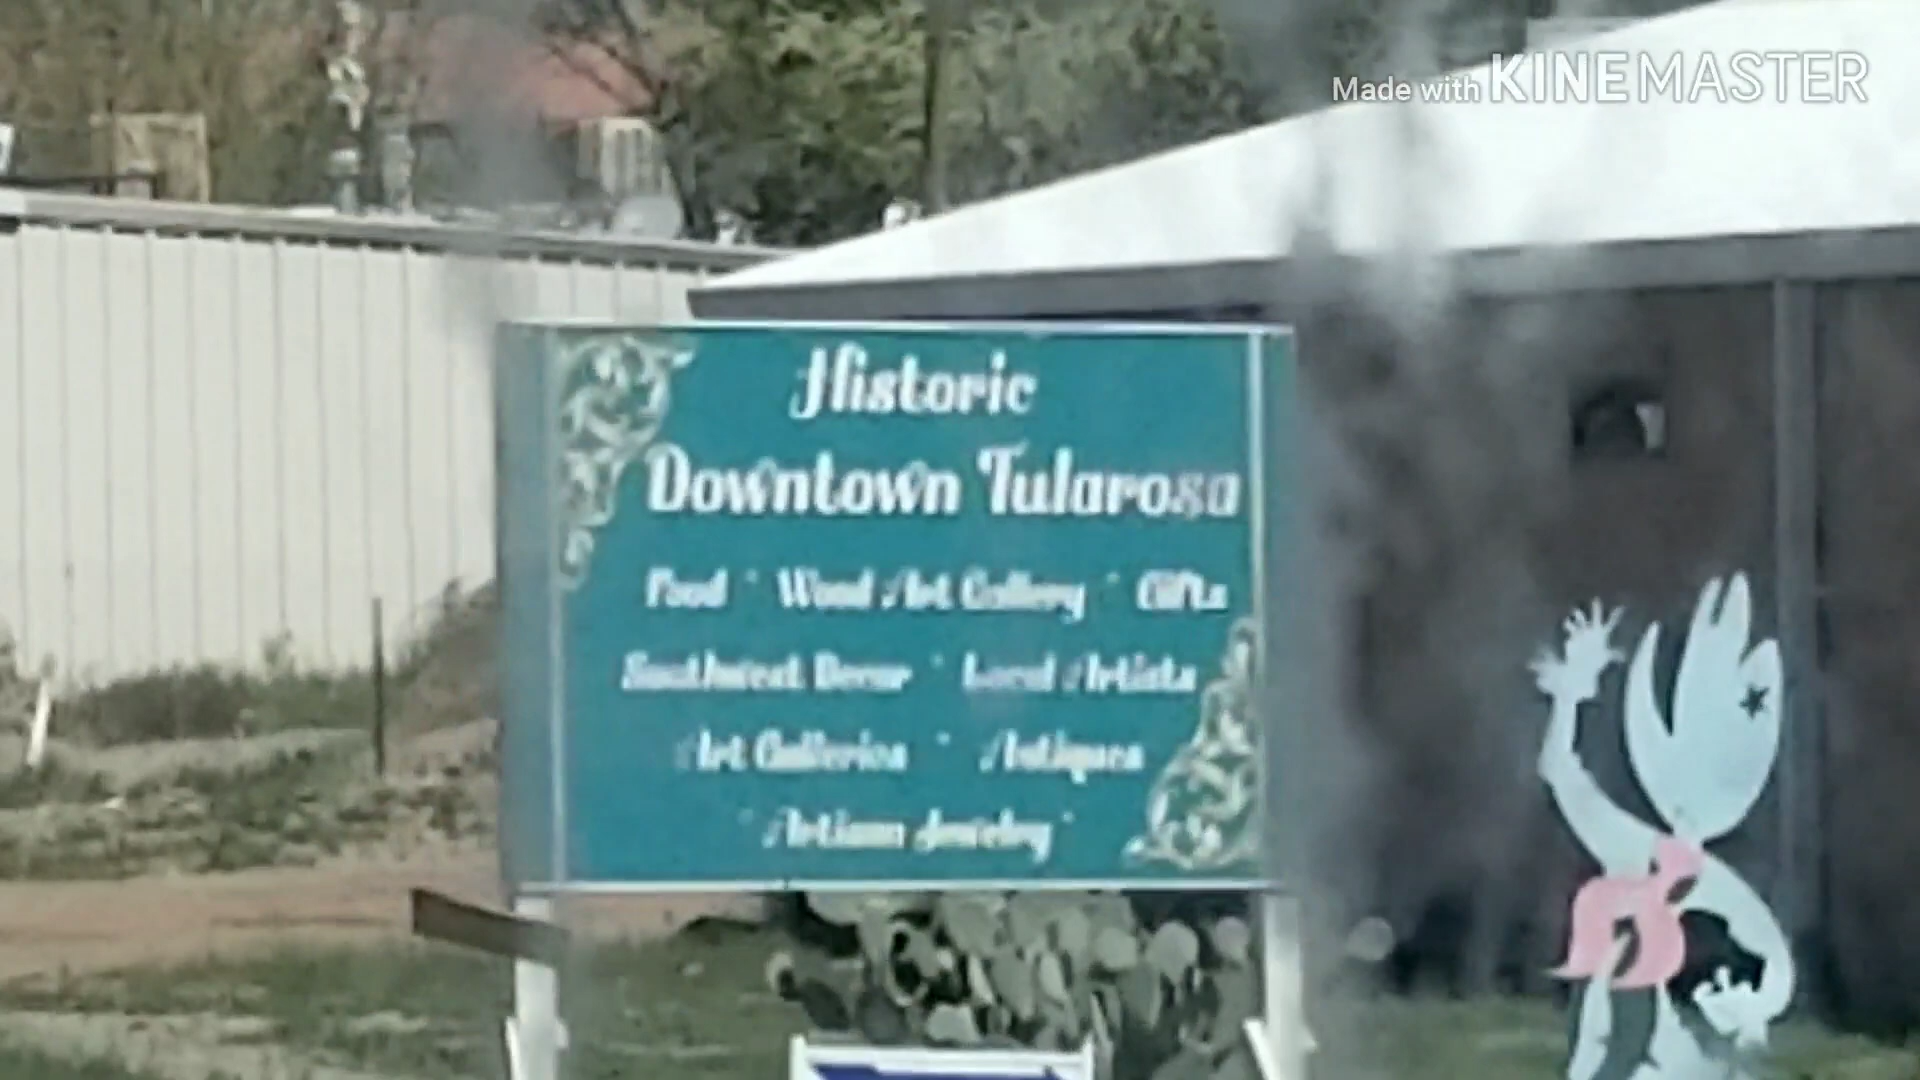 Made with KINEMASTER
Historic
Downtown Tularosa
Food * Wood Art Gallery * Gifts
Southwest Decor * Local Artists
Art Galleries * Antiques
* Artisan Jewelry *